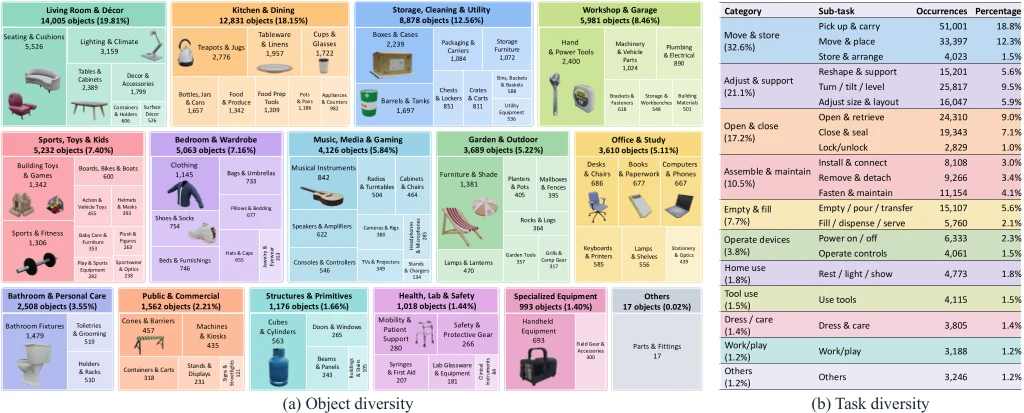 Living Room & Décor
14,005 objects (19.81%)
Seating & Cushions
5,526
Lighting & Climate
3,159
Tables & Cabinets
2,389
Decor & Accessories
1,799
Containers & Holders
606
Surface Décor
526
Kitchen & Dining
12,831 objects (18.15%)
Teapots & Jugs
2,776
Tableware & Linens
1,957
Cups & Glasses
1,722
Bottles, Jars & Cans
1,657
Food & Produce
1,342
Food Prep Tools
1,209
Pots & Pans
1,186
Appliances & Counters
982
Storage, Cleaning & Utility
8,878 objects (12.56%)
Boxes & Cases
2,239
Packaging & Carriers
1,084
Storage Furniture
1,072
Barrels & Tanks
1,697
Chests & Lockers
851
Crates & Carts
811
Bins, Buckets & Baskets
588
Utility Equipment
536
Workshop & Garage
5,981 objects (8.46%)
Hand & Power Tools
2,400
Machinery & Vehicle Parts
1,024
Plumbing & Electrical
890
Brackets & Fasteners
618
Storage & Workbenches
548
Building Materials
501
Sports, Toys & Kids
5,232 objects (7.40%)
Building Toys & Games
1,342
Boards, Bikes & Boats
600
Action & Vehicle Toys
455
Helmets & Masks
393
Sports & Fitness
1,306
Baby Care & Furniture
353
Plush & Figures
263
Play & Sports Equipment
282
Sportswear & Optics
238
Bedroom & Wardrobe
5,063 objects (7.16%)
Clothing
1,145
Bags & Umbrellas
733
Shoes & Socks
754
Pillows & Bedding
677
Beds & Furnishings
746
Hats & Caps
655
Jewelry & Eyewear
353
Music, Media & Gaming
4,126 objects (5.84%)
Musical Instruments
842
Radios & Turntables
504
Cabinets & Chairs
464
Speakers & Amplifiers
622
Cameras & Rigs
380
Headphones & Microphones
285
Consoles & Controllers
546
TVs & Projectors
349
Stands & Chargers
134
Garden & Outdoor
3,689 objects (5.22%)
Furniture & Shade
1,381
Planters & Pots
405
Mailboxes & Fences
395
Rocks & Logs
364
Lamps & Lanterns
470
Garden Tools
357
Grills & Camp Gear
317
Office & Study
3,610 objects (5.11%)
Desks & Chairs
686
Books & Paperwork
677
Computers & Phones
667
Keyboards & Printers
585
Lamps & Shelves
556
Stationery & Optics
439
Bathroom & Personal Care
2,508 objects (3.55%)
Bathroom Fixtures
1,479
Toiletries & Grooming
519
Holders & Racks
510
Public & Commercial
1,562 objects (2.21%)
Cones & Barriers
457
Machines & Kiosks
435
Containers & Carts
318
Stands & Displays
231
Signs & Streetlights
121
Structures & Primitives
1,176 objects (1.66%)
Cubes & Cylinders
563
Doors & Windows
265
Beams & Panels
243
Buildings & Stairs
105
Health, Lab & Safety
1,018 objects (1.44%)
Mobility & Patient Support
280
Safety & Protective Gear
266
Syringes & First Aid
207
Lab Glassware & Equipment
181
Clinical Instruments
84
Specialized Equipment
993 objects (1.40%)
Handheld Equipment
693
Field Gear & Accessories
300
Others
17 objects (0.02%)
Parts & Fittings
17
(a) Object diversity
Category Sub-task Occurrences Percentage
Move & store (32.6%)
Pick up & carry 51,001 18.8%
Move & place 33,397 12.3%
Store & arrange 4,023 1.5%
Adjust & support (21.1%)
Reshape & support 15,201 5.6%
Turn / tilt / level 25,817 9.5%
Adjust size & layout 16,047 5.9%
Open & close (17.2%)
Open & retrieve 24,310 9.0%
Close & seal 19,343 7.1%
Lock/unlock 2,829 1.0%
Assemble & maintain (10.5%)
Install & connect 8,108 3.0%
Remove & detach 9,266 3.4%
Fasten & maintain 11,154 4.1%
Empty & fill (7.7%)
Empty / pour / transfer 15,107 5.6%
Fill / dispense / serve 5,760 2.1%
Operate devices (3.8%)
Power on / off 6,333 2.3%
Operate controls 4,061 1.5%
Home use (1.8%)
Rest / light / show 4,773 1.8%
Tool use (1.5%)
Use tools 4,115 1.5%
Dress / care (1.4%)
Dress & care 3,805 1.4%
Work/play (1.2%)
Work/play 3,188 1.2%
Others (1.2%)
Others 3,246 1.2%
(b) Task diversity